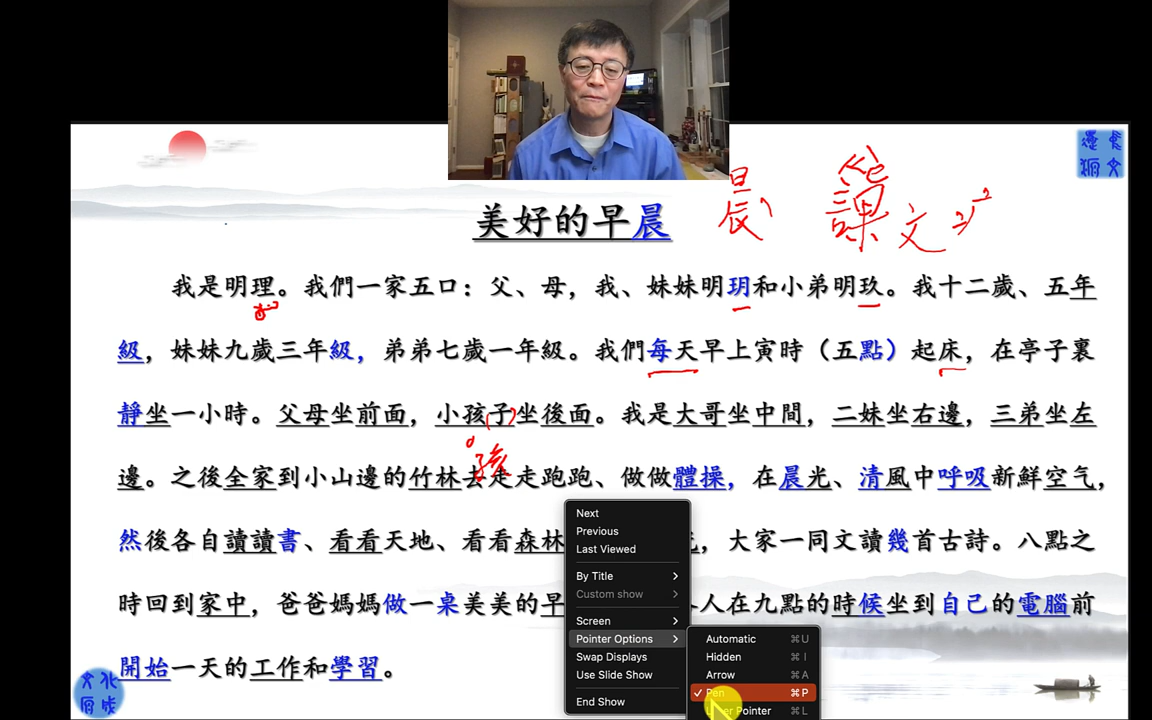 美好的早晨
晨
課文
我是明理。我們一家五口：父、母，我、妹妹明玥和小弟明玖。我十二歲、五年
級，妹妹九歲三年級，弟弟七歲一年級。我們每天早上寅時（五點）起床，在亭子裏
靜坐一小時。父母坐前面，小孩子坐後面。我是大哥坐中間，二妹坐右邊，三弟坐左
孩
邊。之後全家到小山邊的竹林去走走跑跑、做做體操，在晨光、清風中呼吸新鮮空气，
然後各自讀讀書、看看天地、看看森林，大家一同文讀幾首古詩。八點之
時回到家中，爸爸媽媽做一桌美美的早人在九點的時候坐到自己的電腦前
開始一天的工作和學習。
Next
Previous
Last Viewed
By Title
Custom show
Screen
Pointer Options
Swap Displays
Use Slide Show
End Show
Automatic ⌘U
Hidden ⌘I
Arrow ⌘A
✓ Pen ⌘P
Pointer ⌘L